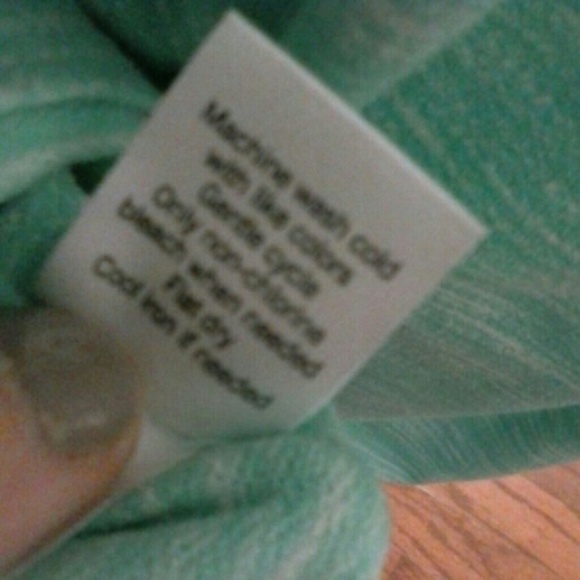 Machine wash cold
with like colors
Gentle cycle
Only non-chlorine
bleach when needed
Flat dry
Cool iron if needed